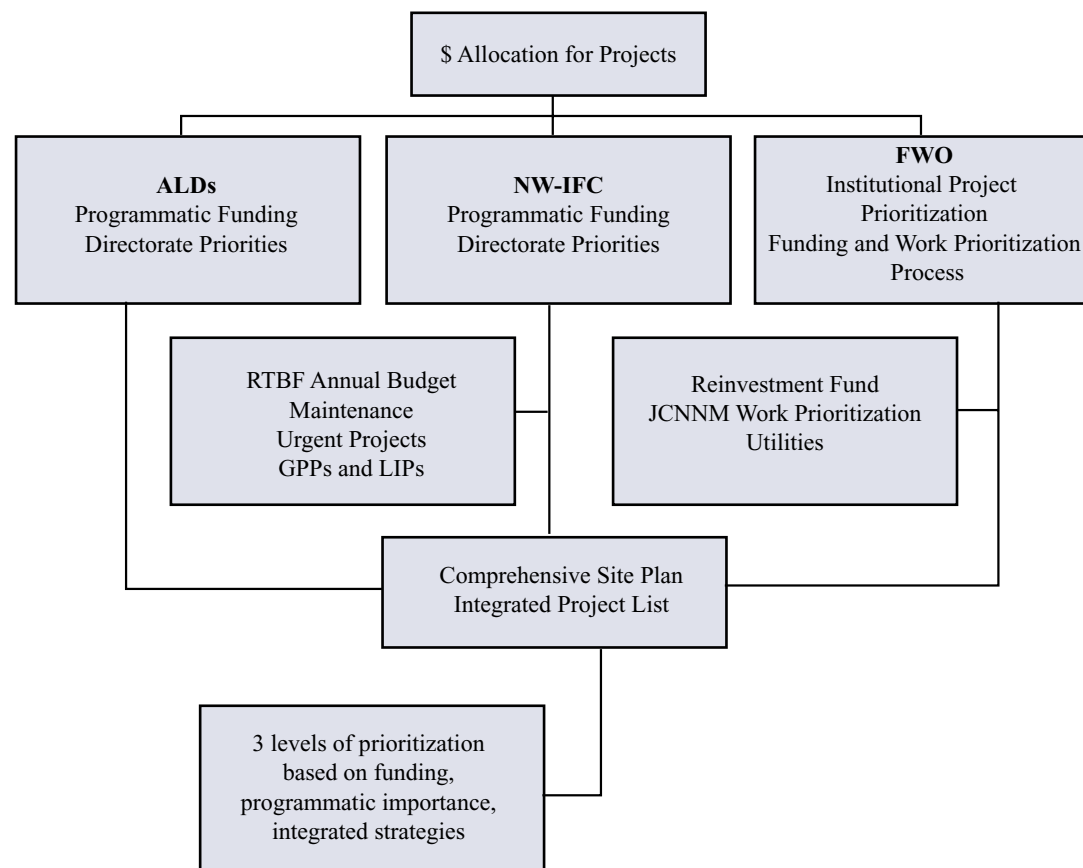 $ Allocation for Projects
ALDs
Programmatic Funding
Directorate Priorities
NW-IFC
Programmatic Funding
Directorate Priorities
FWO
Institutional Project
Prioritization
Funding and Work Prioritization
Process
RTBF Annual Budget
Maintenance
Urgent Projects
GPPs and LIPs
Reinvestment Fund
JCNNM Work Prioritization
Utilities
Comprehensive Site Plan
Integrated Project List
3 levels of prioritization
based on funding,
programmatic importance,
integrated strategies